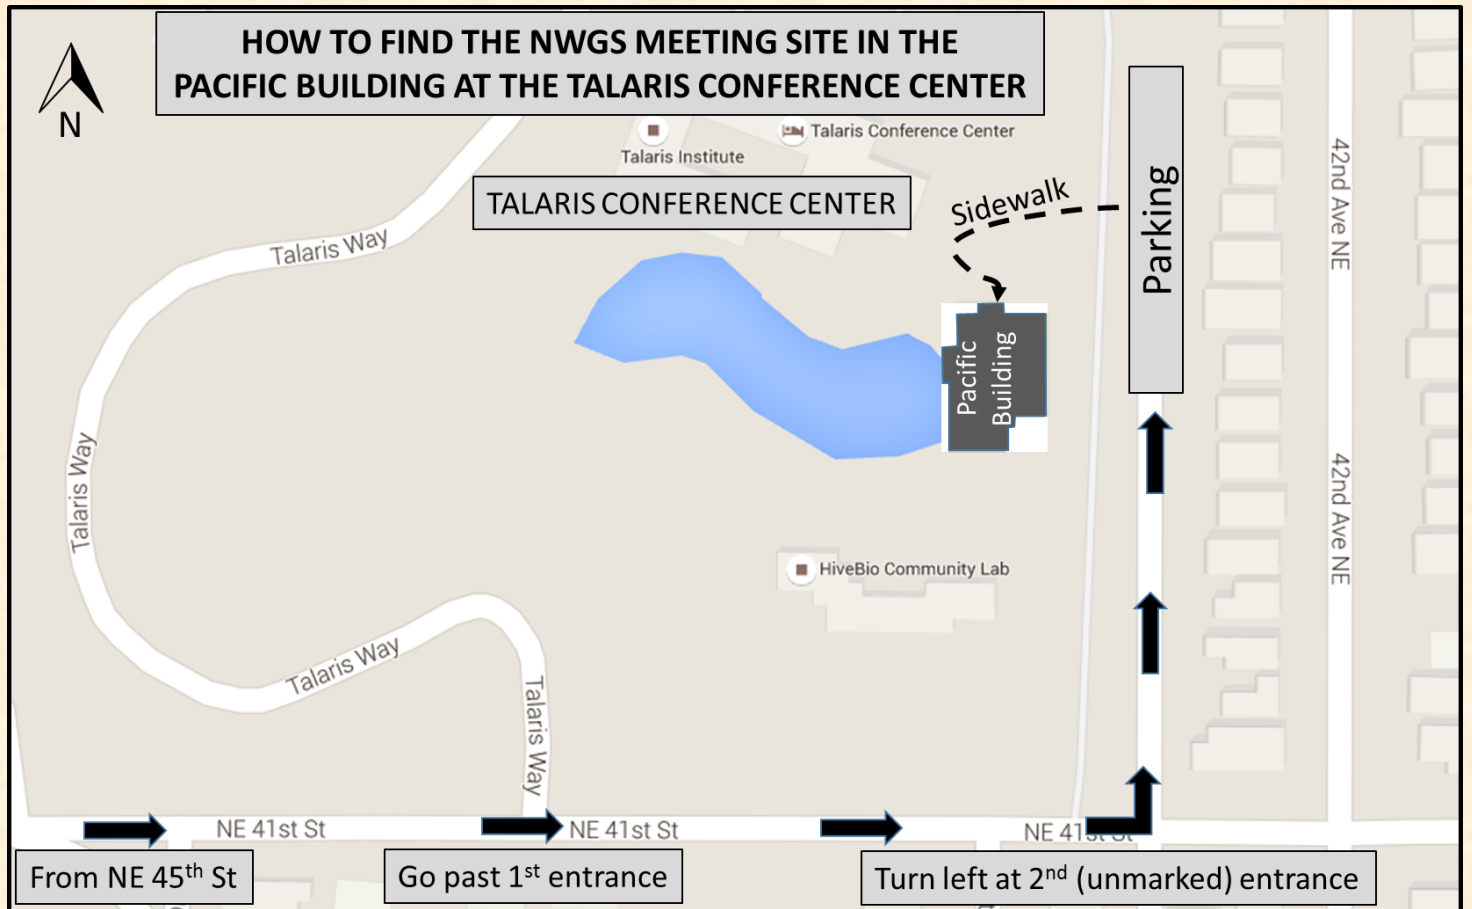 HOW TO FIND THE NWGS MEETING SITE IN THE
PACIFIC BUILDING AT THE TALARIS CONFERENCE CENTER
N
Talaris Conference Center
Talaris Institute
TALARIS CONFERENCE CENTER
Sidewalk
Parking
42nd Ave NE
Talaris Way
Pacific
Building
Talaris Way
42nd Ave NE
HiveBio Community Lab
Talaris Way
Talaris Way
NE 41st St
NE 41st St
NE 41st St
From NE 45th St
Go past 1st entrance
Turn left at 2nd (unmarked) entrance